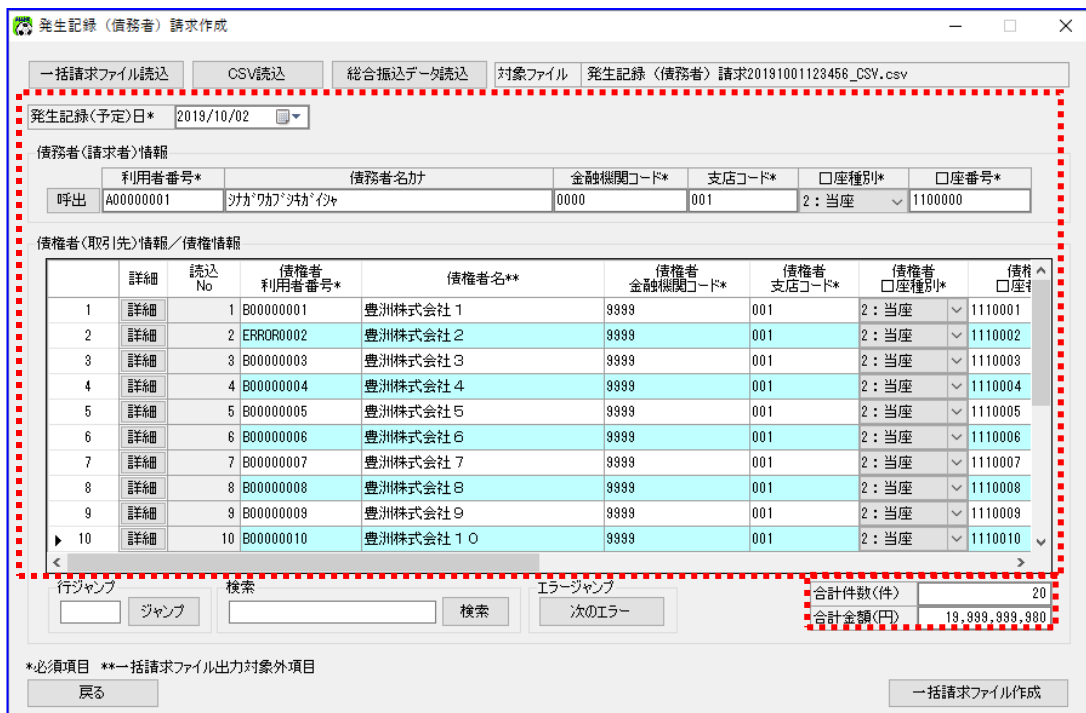 発生記録（債務者）請求作成
一括請求ファイル読込 CSV読込 総合振込データ読込 対象ファイル 発生記録（債務者）請求20191001123456_CSV.csv
発生記録(予定)日* 2019/10/02
債務者(請求者)情報
利用者番号* 債務者名カナ 金融機関コード* 支店コード* 口座種別* 口座番号*
呼出 A00000001 シナガワカブシキガイシャ 0000 001 2：当座 1100000
債権者(取引先)情報／債権情報
詳細 読込No 債権者利用者番号* 債権者名** 債権者金融機関コード* 債権者支店コード* 債権者口座種別*
1 詳細 1 B00000001 豊洲株式会社１ 9999 001 2：当座 1110001
2 詳細 2 ERROR0002 豊洲株式会社２ 9999 001 2：当座 1110002
3 詳細 3 B00000003 豊洲株式会社３ 9999 001 2：当座 1110003
4 詳細 4 B00000004 豊洲株式会社４ 9999 001 2：当座 1110004
5 詳細 5 B00000005 豊洲株式会社５ 9999 001 2：当座 1110005
6 詳細 6 B00000006 豊洲株式会社６ 9999 001 2：当座 1110006
7 詳細 7 B00000007 豊洲株式会社７ 9999 001 2：当座 1110007
8 詳細 8 B00000008 豊洲株式会社８ 9999 001 2：当座 1110008
9 詳細 9 B00000009 豊洲株式会社９ 9999 001 2：当座 1110009
10 詳細 10 B00000010 豊洲株式会社１０ 9999 001 2：当座 1110010
行ジャンプ 検索 エラージャンプ
ジャンプ 検索 次のエラー
合計件数(件) 20
合計金額(円) 19,999,999,980
*必須項目 **一括請求ファイル出力対象外項目
戻る 一括請求ファイル作成